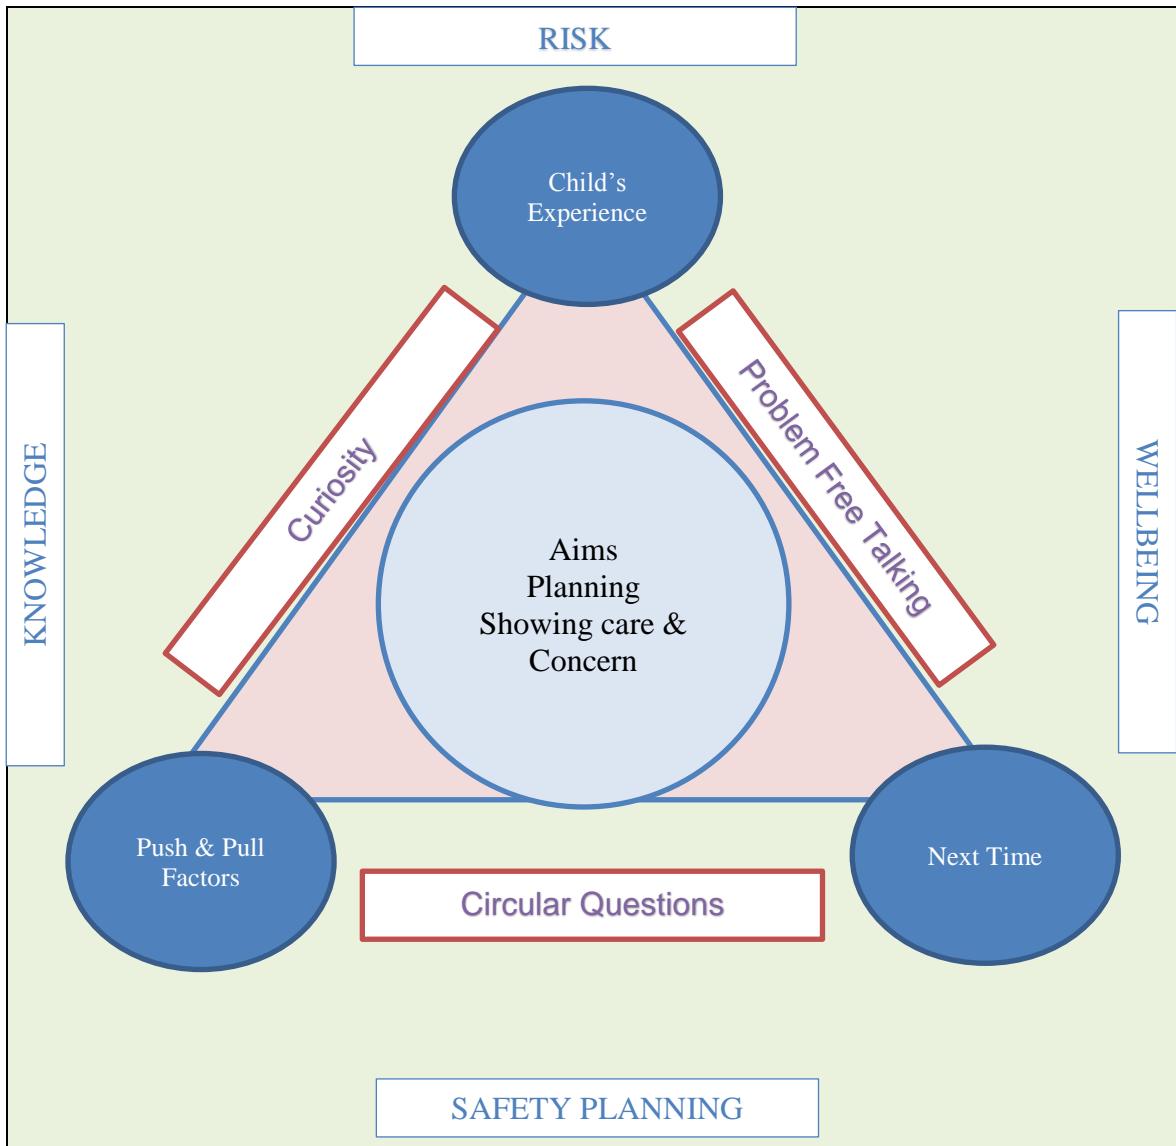 RISK
Child’s
Experience
KNOWLEDGE
Curiosity
Problem Free Talking
WELLBEING
Aims
Planning
Showing care &
Concern
Push & Pull
Factors
Next Time
Circular Questions
SAFETY PLANNING